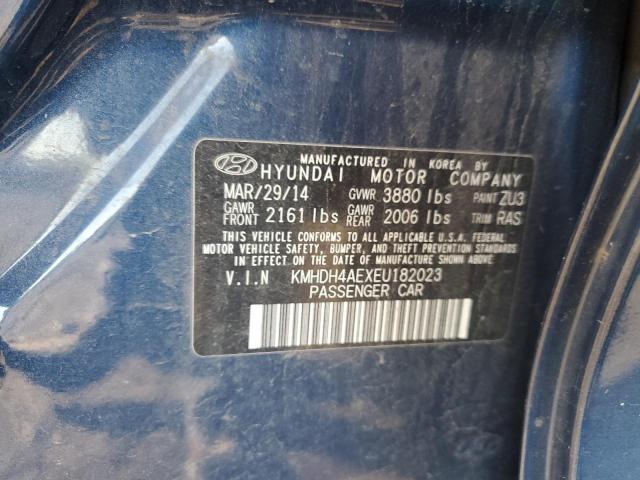 MANUFACTURED IN KOREA BY
HYUNDAI MOTOR COMPANY
MAR/29/14 GVWR 3880 lbs PAINT ZU3
GAWR FRONT 2161 lbs GAWR REAR 2006 lbs TRIM RAS
THIS VEHICLE CONFORMS TO ALL APPLICABLE U.S.A. FEDERAL
MOTOR VEHICLE SAFETY, BUMPER, AND THEFT PREVENTION STANDARDS
IN EFFECT ON THE DATE OF MANUFACTURE SHOWN ABOVE.
V.I.N KMHDH4AEXEU182023
PASSENGER CAR